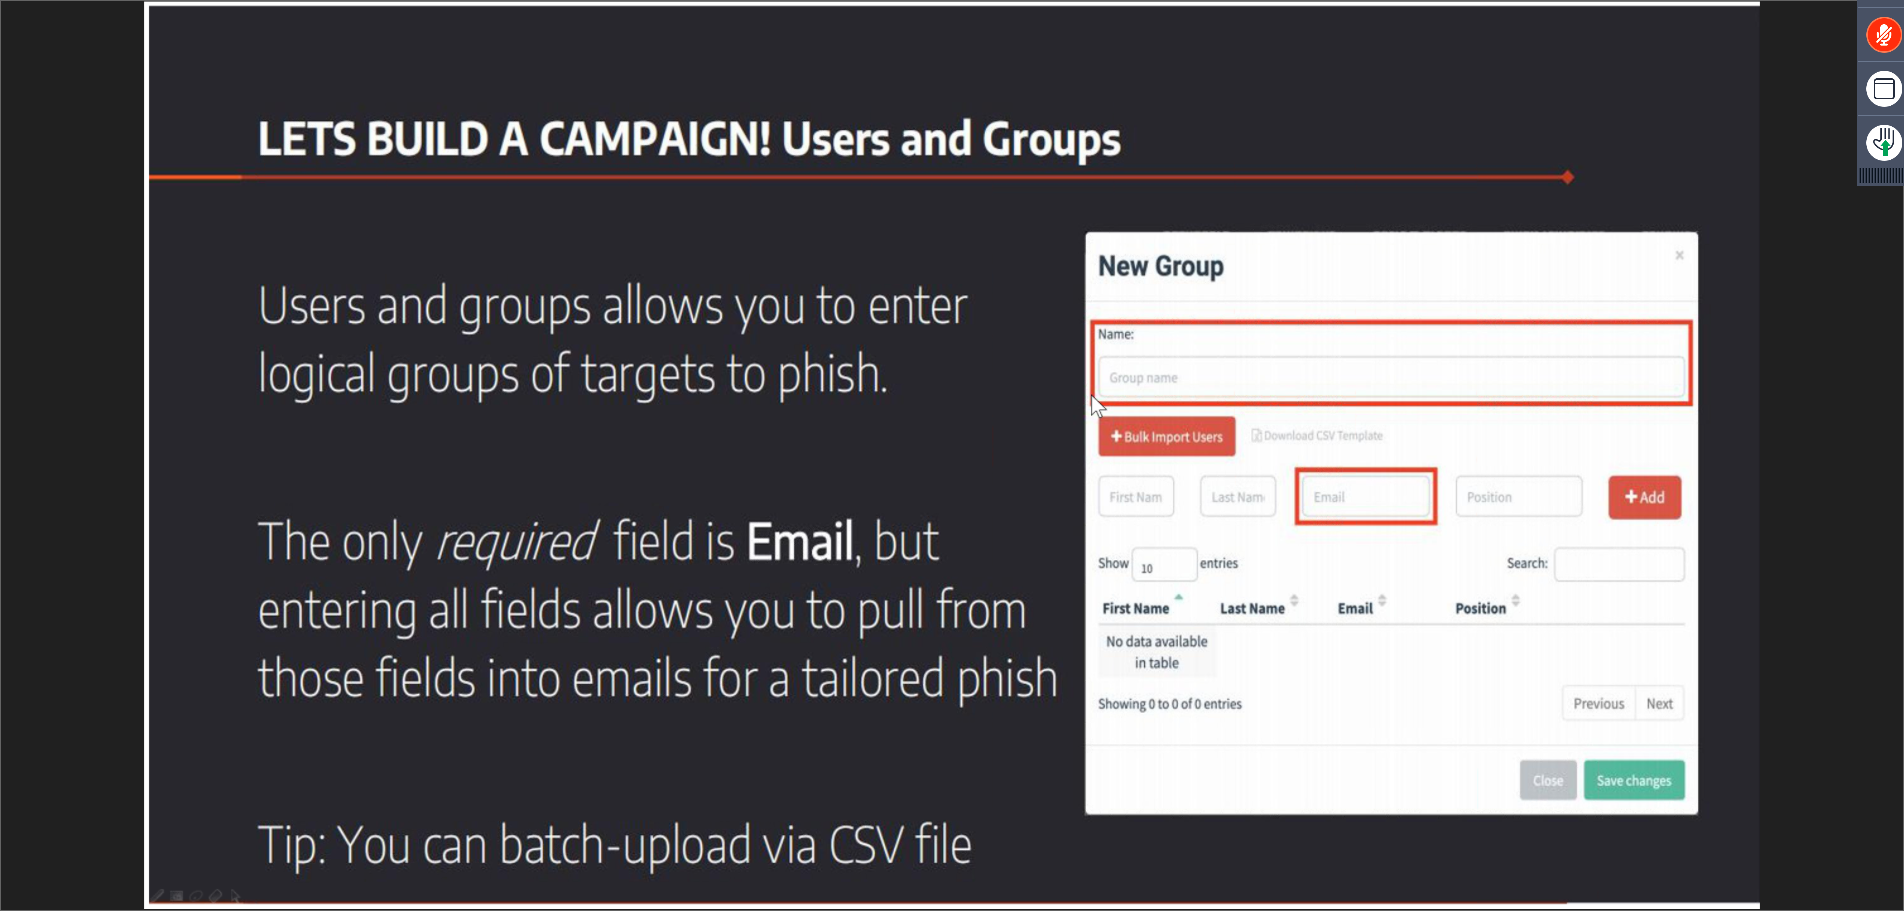 LETS BUILD A CAMPAIGN! Users and Groups
Users and groups allows you to enter
logical groups of targets to phish.
The only required field is Email, but
entering all fields allows you to pull from
those fields into emails for a tailored phish
Tip: You can batch-upload via CSV file
New Group
×
Name:
Group name
+ Bulk Import Users
Download CSV Template
First Nam
Last Nam
Email
Position
+ Add
Show 10 entries
Search:
First Name
Last Name
Email
Position
No data available
in table
Showing 0 to 0 of 0 entries
Previous
Next
Close
Save changes